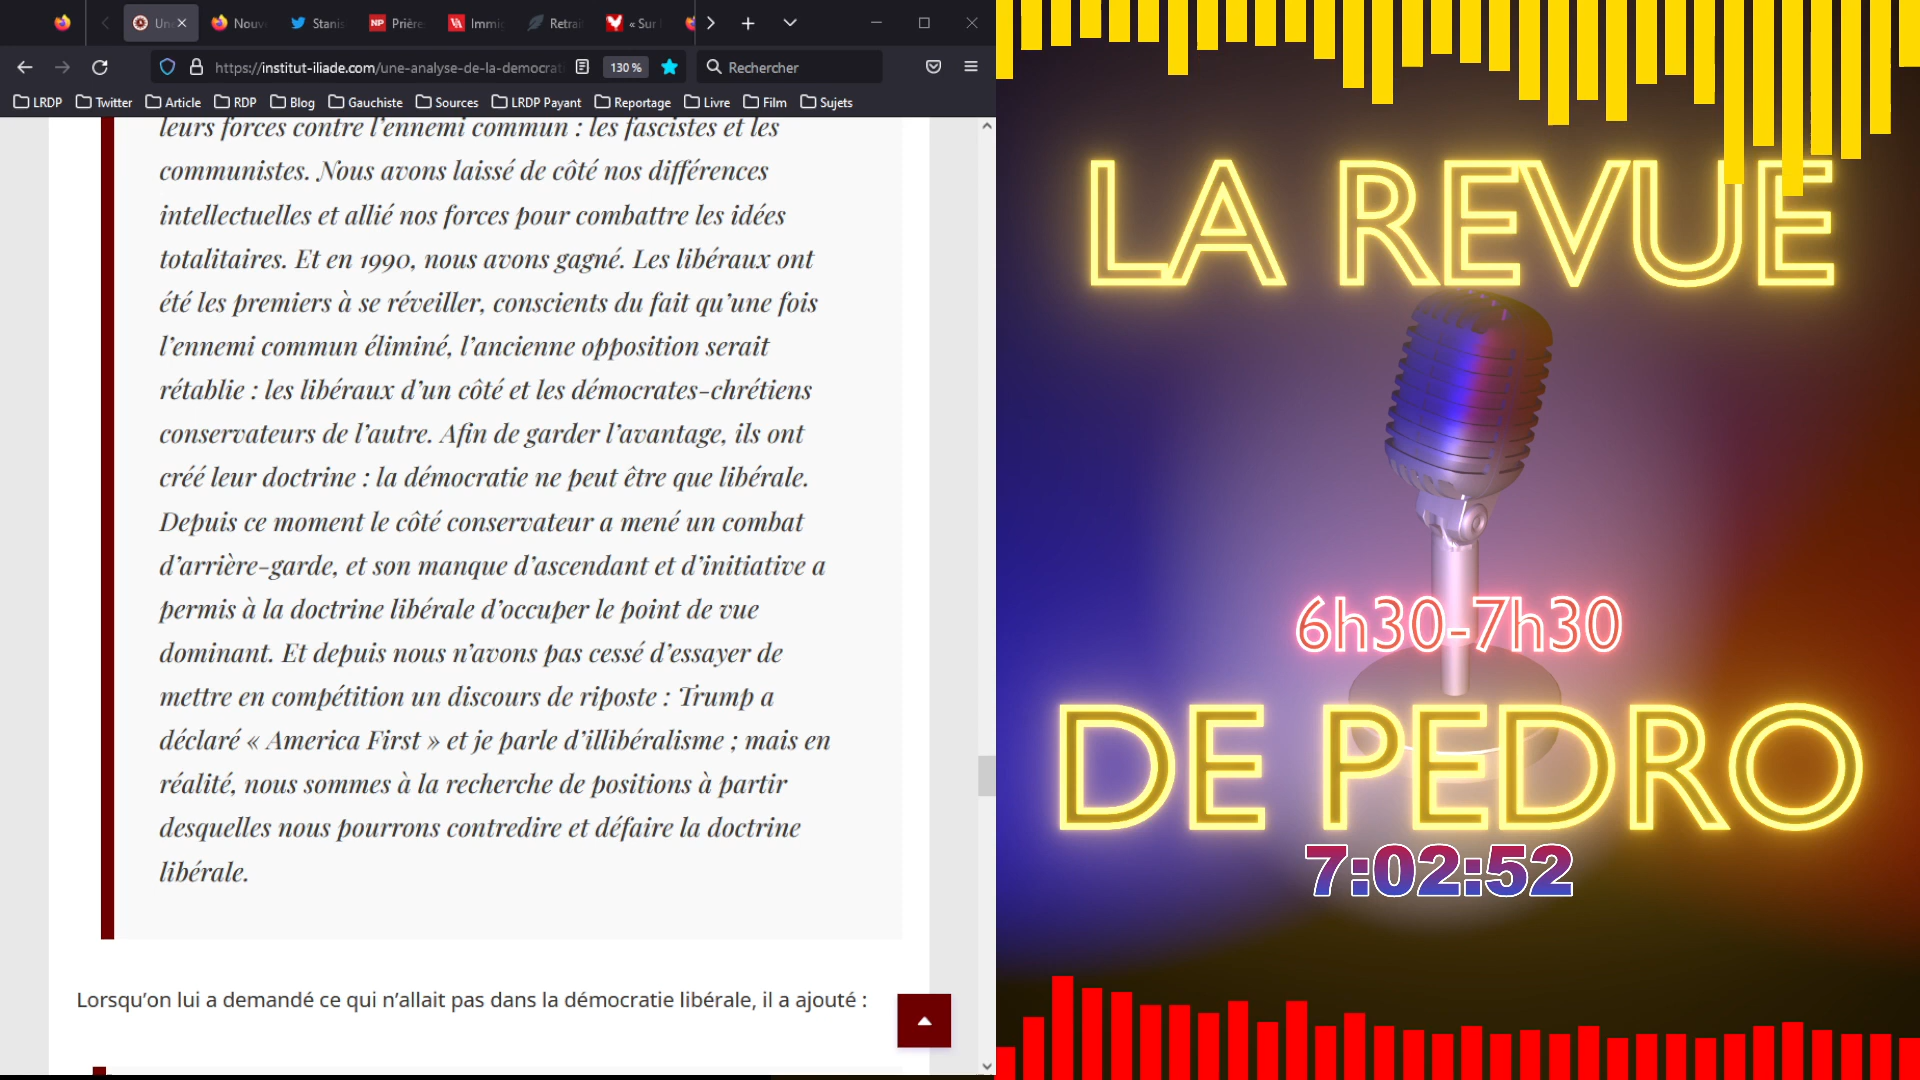 Un
Nouv
Stanis
NP Prière
Immi
Retrai
« Sur
https://institut-iliade.com/une-analyse-de-la-democrat
130 %
Rechercher
LRDP
Twitter
Article
RDP
Blog
Gauchiste
Sources
LRDP Payant
Reportage
Livre
Film
Sujets
leurs forces contre l’ennemi commun : les fascistes et les
communistes. Nous avons laissé de côté nos différences
intellectuelles et allié nos forces pour combattre les idées
totalitaires. Et en 1990, nous avons gagné. Les libéraux ont
été les premiers à se réveiller, conscients du fait qu’une fois
l’ennemi commun éliminé, l’ancienne opposition serait
rétablie : les libéraux d’un côté et les démocrates-chrétiens
conservateurs de l’autre. Afin de garder l’avantage, ils ont
créé leur doctrine : la démocratie ne peut être que libérale.
Depuis ce moment le côté conservateur a mené un combat
d’arrière-garde, et son manque d’ascendant et d’initiative a
permis à la doctrine libérale d’occuper le point de vue
dominant. Et depuis nous n’avons pas cessé d’essayer de
mettre en compétition un discours de riposte : Trump a
déclaré « America First » et je parle d’illibéralisme ; mais en
réalité, nous sommes à la recherche de positions à partir
desquelles nous pourrons contredire et défaire la doctrine
libérale.
Lorsqu’on lui a demandé ce qui n’allait pas dans la démocratie libérale, il a ajouté :
LA REVUE
6h30-7h30
DE PEDRO
7:02:52